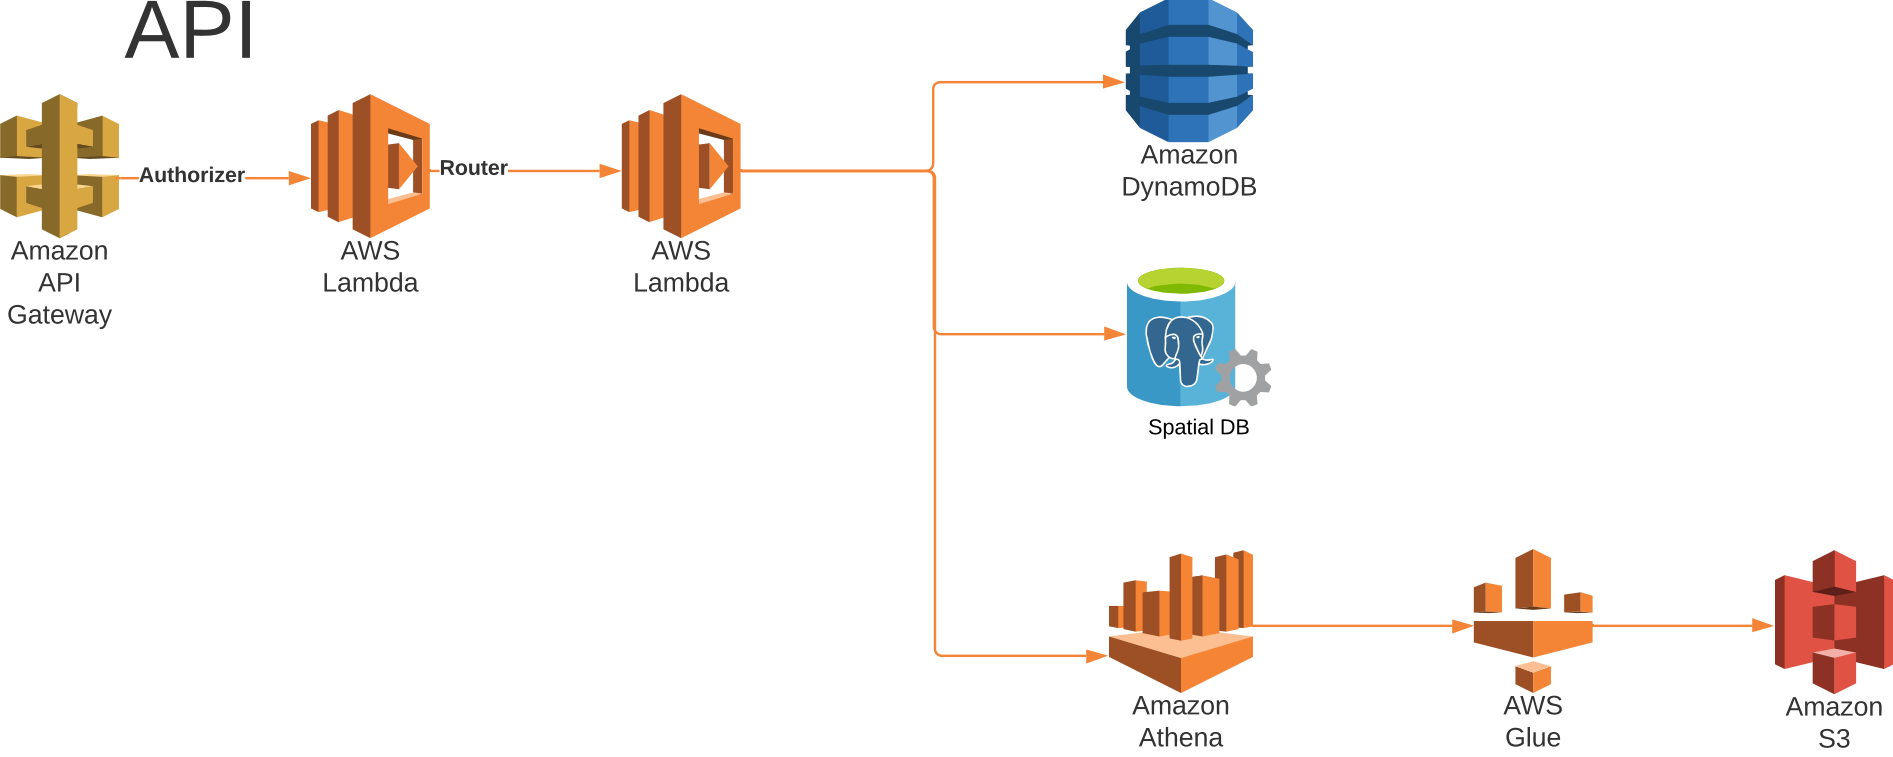 API
Authorizer
Router
Amazon
API
Gateway
AWS
Lambda
AWS
Lambda
Amazon
DynamoDB
Spatial DB
Amazon
Athena
AWS
Glue
Amazon
S3